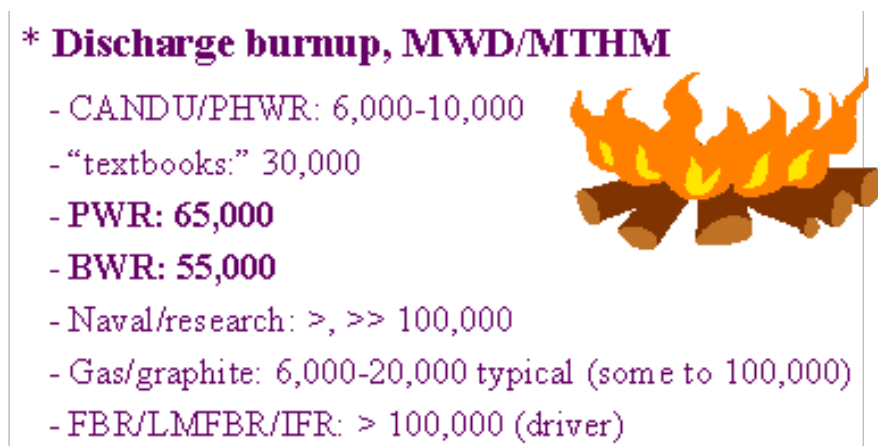 * Discharge burnup, MWD/MTHM
- CANDU/PHWR: 6,000-10,000
- “textbooks:” 30,000
- PWR: 65,000
- BWR: 55,000
- Naval/research: >, >> 100,000
- Gas/graphite: 6,000-20,000 typical (some to 100,000)
- FBR/LMFBR/IFR: > 100,000 (driver)